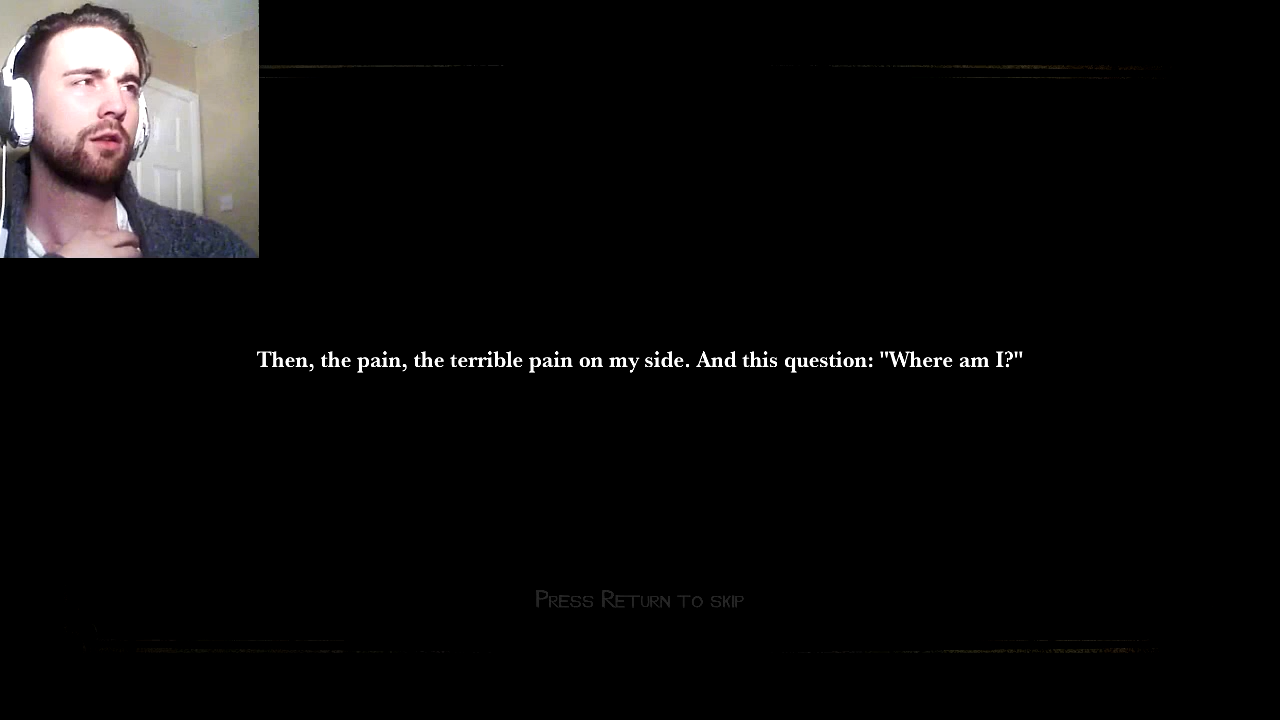 Then, the pain, the terrible pain on my side. And this question: "Where am I?"
Press Return to skip